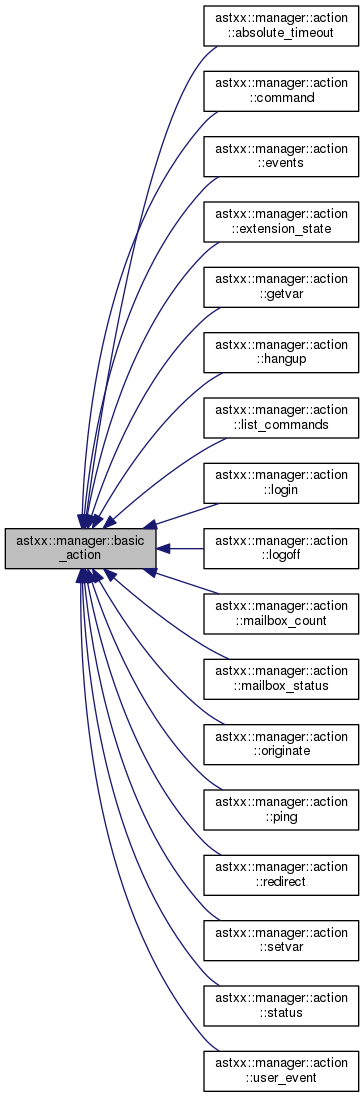 astxx::manager::action
::absolute_timeout
astxx::manager::action
::command
astxx::manager::action
::events
astxx::manager::action
::extension_state
astxx::manager::action
::getvar
astxx::manager::action
::hangup
astxx::manager::action
::list_commands
astxx::manager::action
::login
astxx::manager::basic
_action
astxx::manager::action
::logoff
astxx::manager::action
::mailbox_count
astxx::manager::action
::mailbox_status
astxx::manager::action
::originate
astxx::manager::action
::ping
astxx::manager::action
::redirect
astxx::manager::action
::setvar
astxx::manager::action
::status
astxx::manager::action
::user_event